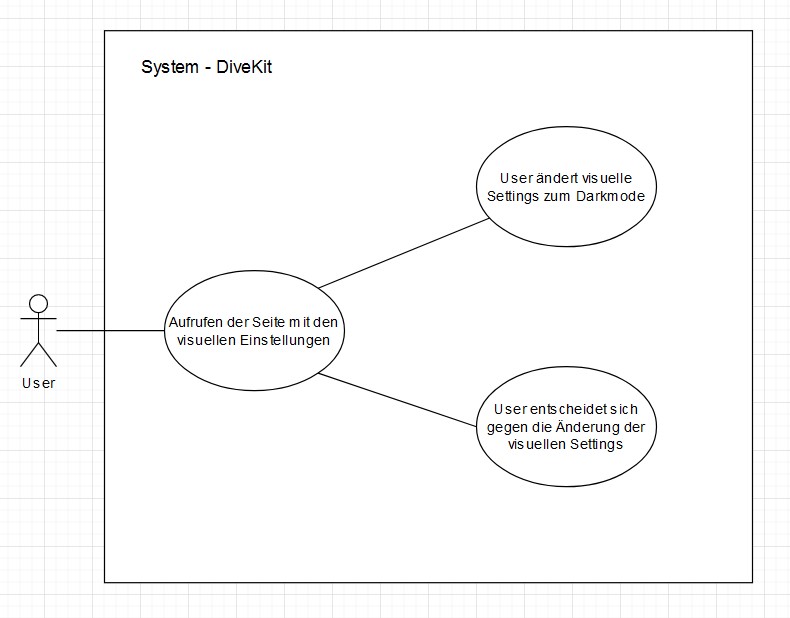 System - DiveKit
User ändert visuelle
Settings zum Darkmode
Aufrufen der Seite mit den
visuellen Einstellungen
User
User entscheidet sich
gegen die Änderung der
visuellen Settings